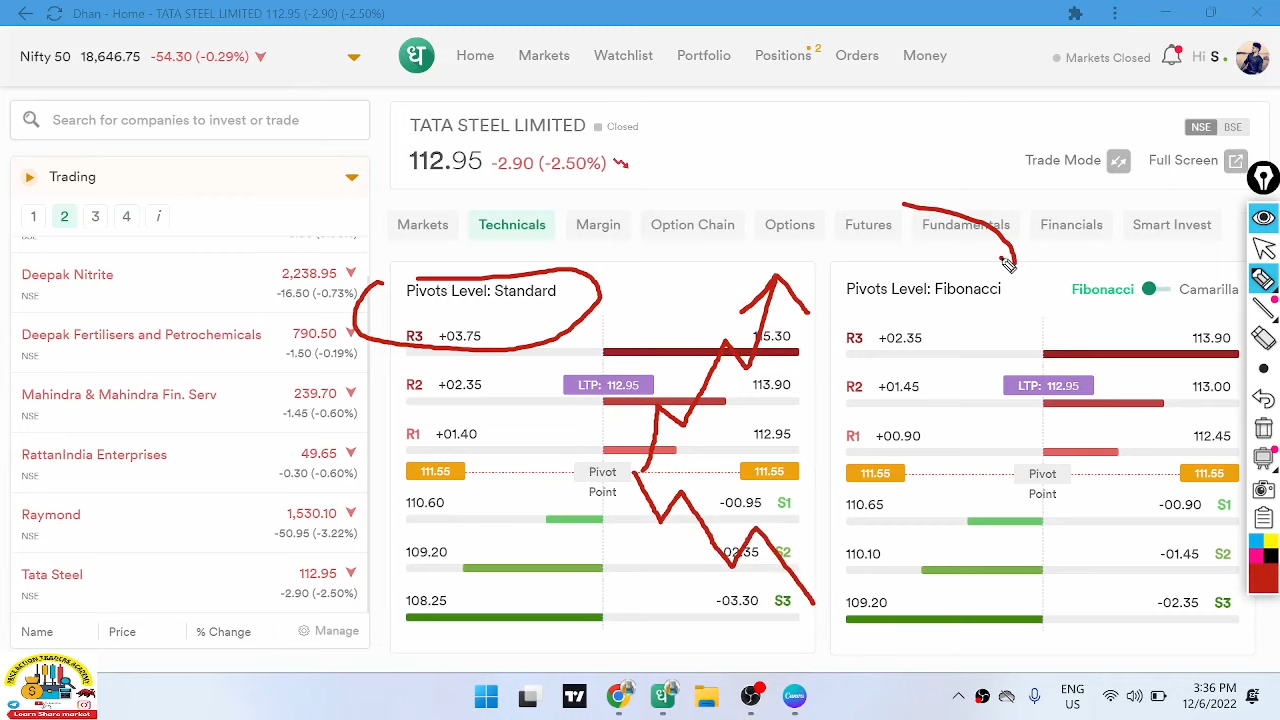 Dhan - Home - TATA STEEL LIMITED 112.95 (-2.90) (-2.50%)
Nifty 50 18,646.75 -54.30 (-0.29%)
ध
Home Markets Watchlist Portfolio Positions 2 Orders Money
Markets Closed Hi S
Search for companies to invest or trade
Trading
1 2 3 4 i
Deepak Nitrite 2,238.95
NSE -16.50 (-0.73%)
Deepak Fertilisers and Petrochemicals 790.50
NSE -1.50 (-0.19%)
Mahindra & Mahindra Fin. Serv 239.70
NSE -1.45 (-0.60%)
RattanIndia Enterprises 49.65
NSE -0.30 (-0.60%)
Raymond 1,530.10
NSE -50.95 (-3.22%)
Tata Steel 112.95
NSE -2.90 (-2.50%)
Name Price % Change Manage
TATA STEEL LIMITED Closed
NSE BSE
112.95 -2.90 (-2.50%)
Trade Mode Full Screen
Markets Technicals Margin Option Chain Options Futures Fundamentals Financials Smart Invest
Pivots Level: Standard
R3 +03.75
R2 +02.35 LTP: 112.95 113.90
R1 +01.40 112.95
111.55 Pivot Point 111.55
110.60 -00.95 S1
109.20 S2
108.25 -03.30 S3
Pivots Level: Fibonacci Fibonacci Camarilla
R3 +02.35 113.90
R2 +01.45 LTP: 112.95 113.00
R1 +00.90 112.45
111.55 Pivot Point 111.55
110.65 -00.90 S1
110.10 -01.45 S2
109.20 -02.35 S3
Learn Share market
ENG
US
3:36 PM
12/6/2022